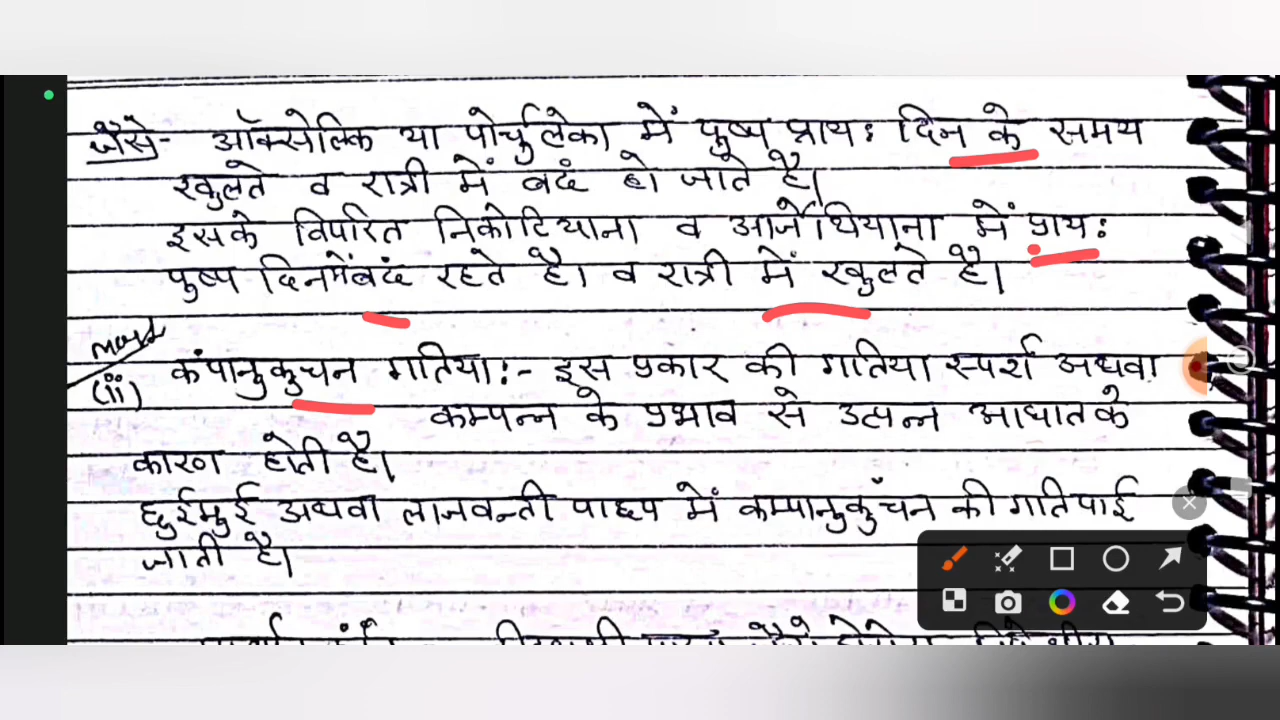 जैसे- ऑक्सेल्कि या पोर्चुलेका में पुष्प प्रायः दिन के समय
खुलते व रात्री में बंद हो जाते है।
इसके विपरित निकोटियाना व आर्जेथियाना में प्रायः
पुष्प दिनमेंबंद रहते है। व रात्री में खुलते है।
(ii) कंपानुकुचन गतिया:- इस प्रकार की गतिया स्पर्श अथवा
कम्पन्न के प्रभाव से उत्पन्न आघातके
कारण होती है।
छुईमुई अथवा लाजवन्ती पाद्प में कम्पानुकुँचन की गतिपाई
जाती है।